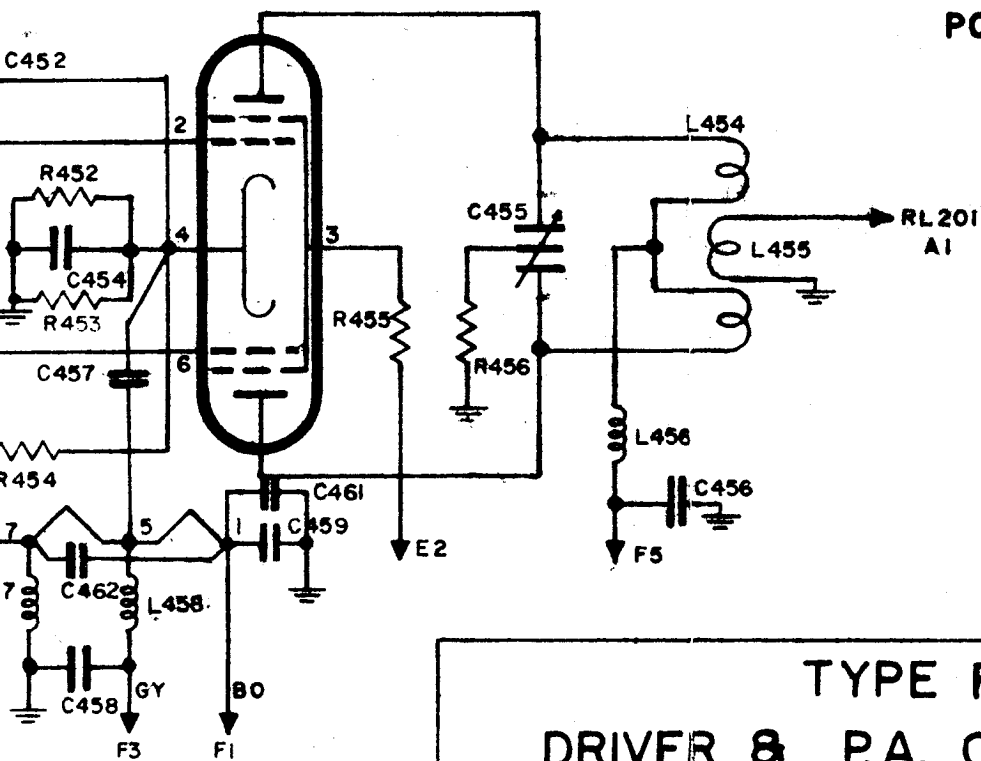 PO
C452
2
L454
R452
C455
RL201
A1
4
3
L455
C454
R455
R453
R456
C457
6
L456
R454
C461
C456
7
5
1
C459
E2
F5
7
C462
L458
GY
BO
C458
F3
F1
TYPE
DRIVER & P.A.